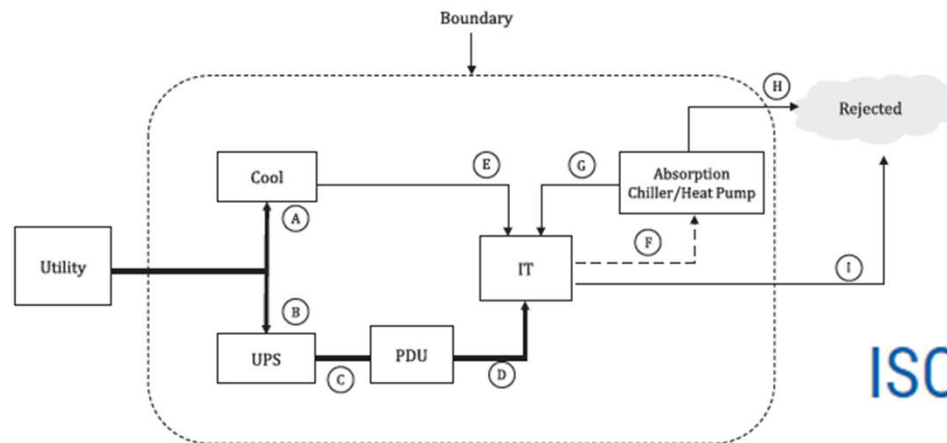 Boundary
H
Rejected
Cool
E
G
Absorption
Chiller/Heat Pump
A
F
Utility
IT
I
B
UPS
PDU
C
D
ISO